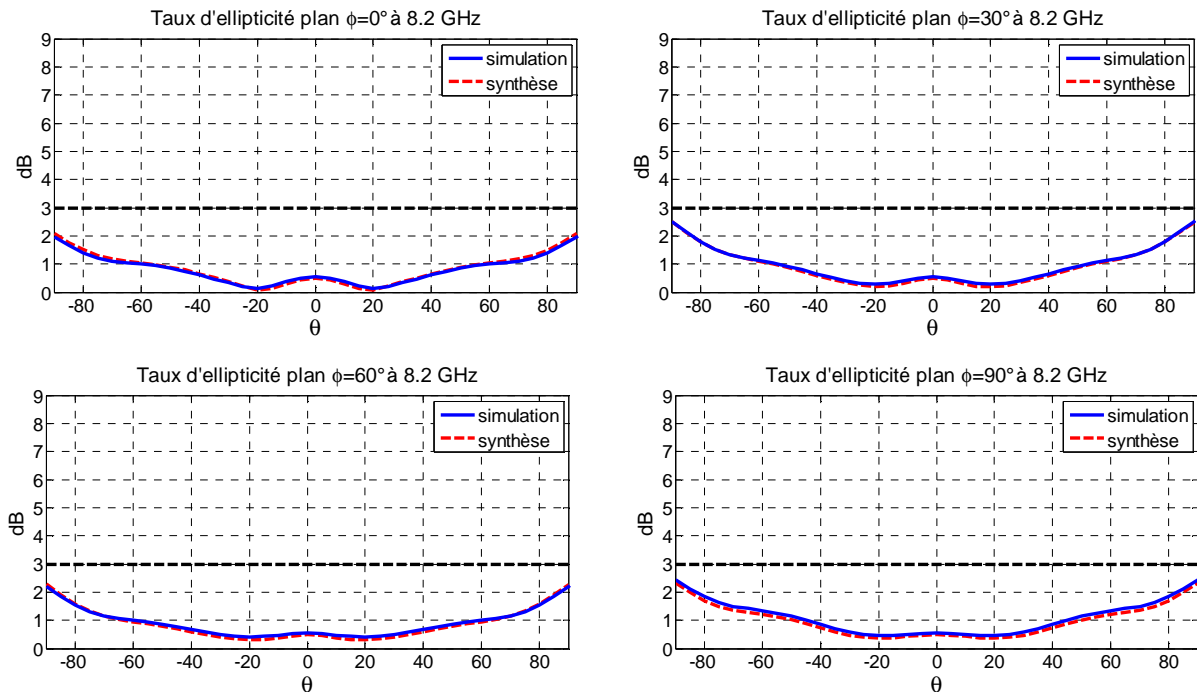 Taux d'ellipticité plan ϕ=0° à 8.2 GHz
9
8
7
6
5
4
3
2
1
0
dB
simulation
synthèse
-80 -60 -40 -20 0 20 40 60 80
θ
Taux d'ellipticité plan ϕ=30° à 8.2 GHz
9
8
7
6
5
4
3
2
1
0
dB
simulation
synthèse
-80 -60 -40 -20 0 20 40 60 80
θ
Taux d'ellipticité plan ϕ=60° à 8.2 GHz
9
8
7
6
5
4
3
2
1
0
dB
simulation
synthèse
-80 -60 -40 -20 0 20 40 60 80
θ
Taux d'ellipticité plan ϕ=90° à 8.2 GHz
9
8
7
6
5
4
3
2
1
0
dB
simulation
synthèse
-80 -60 -40 -20 0 20 40 60 80
θ